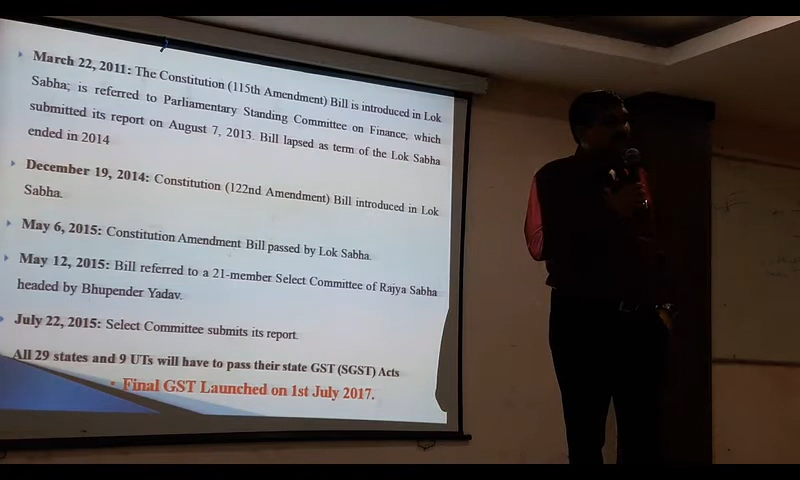 March 22, 2011: The Constitution (115th Amendment) Bill is introduced in Lok
Sabha; is referred to Parliamentary Standing Committee on Finance, which
submitted its report on August 7, 2013. Bill lapsed as term of the Lok Sabha
ended in 2014
December 19, 2014: Constitution (122nd Amendment) Bill introduced in Lok
Sabha.
May 6, 2015: Constitution Amendment Bill passed by Lok Sabha.
May 12, 2015: Bill referred to a 21-member Select Committee of Rajya Sabha
headed by Bhupender Yadav.
July 22, 2015: Select Committee submits its report.
All 29 states and 9 UTs will have to pass their state GST (SGST) Acts
• Final GST Launched on 1st July 2017.